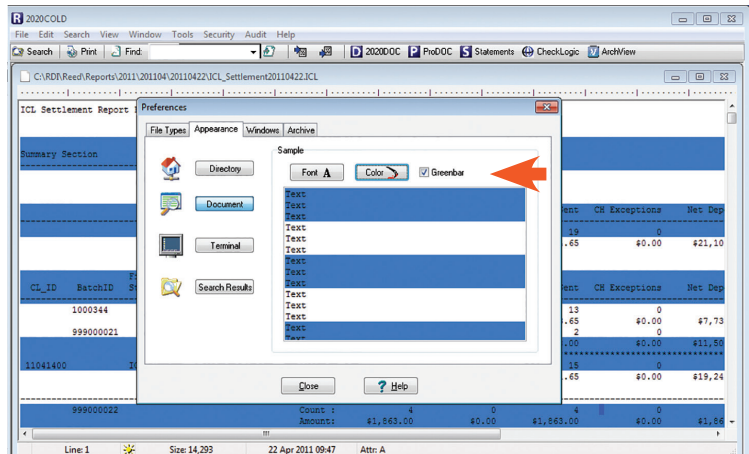 2020COLD
File Edit Search View Window Tools Security Audit Help
Search Print Find: 2020DOC ProDOC Statements CheckLogic ArchView
C:\RDI\Reed\Reports\2011\201104\20110422\ICL_Settlement20110422.ICL
ICL Settlement Report
Summary Section
Preferences
File Types Appearance Windows Archive
Sample
Directory
Font A Color Greenbar
Document
Terminal
Search Results
Text
Text
Text
Text
Text
Text
Text
Text
Text
Text
Text
Text
Text
Text
Close ? Help
CH Exceptions Net Dep
19 0
.65 $0.00 $21,10
CL_ID BatchID
CH Exceptions Net Dep
1000344 13 0
.65 $0.00 $7,73
999000021 2 0
.00 $0.00 $11,50
11041400 15 0
.65 $0.00 $19,24
999000022 Count : 4 0 4 0
Amount: $1,863.00 $0.00 $1,863.00 $0.00 $1,86
Line: 1 Size: 14,293 22 Apr 2011 09:47 Attr: A